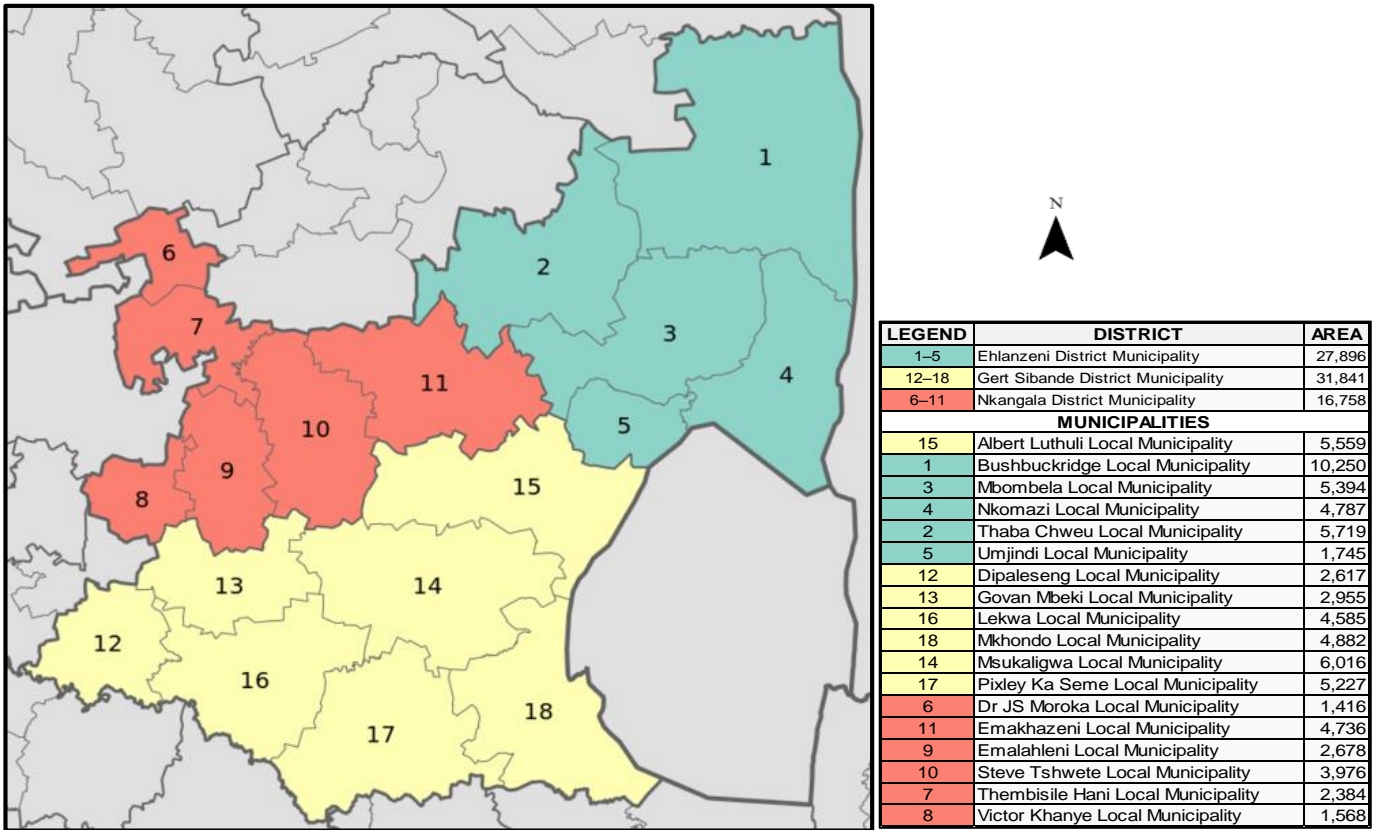 1
2
3
4
5
6
7
8
9
10
11
12
13
14
15
16
17
18
N
LEGEND DISTRICT AREA
1–5 Ehlanzeni District Municipality 27,896
12–18 Gert Sibande District Municipality 31,841
6–11 Nkangala District Municipality 16,758
MUNICIPALITIES
15 Albert Luthuli Local Municipality 5,559
1 Bushbuckridge Local Municipality 10,250
3 Mbombela Local Municipality 5,394
4 Nkomazi Local Municipality 4,787
2 Thaba Chweu Local Municipality 5,719
5 Umjindi Local Municipality 1,745
12 Dipaleseng Local Municipality 2,617
13 Govan Mbeki Local Municipality 2,955
16 Lekwa Local Municipality 4,585
18 Mkhondo Local Municipality 4,882
14 Msukaligwa Local Municipality 6,016
17 Pixley Ka Seme Local Municipality 5,227
6 Dr JS Moroka Local Municipality 1,416
11 Emakhazeni Local Municipality 4,736
9 Emalahleni Local Municipality 2,678
10 Steve Tshwete Local Municipality 3,976
7 Thembisile Hani Local Municipality 2,384
8 Victor Khanye Local Municipality 1,568